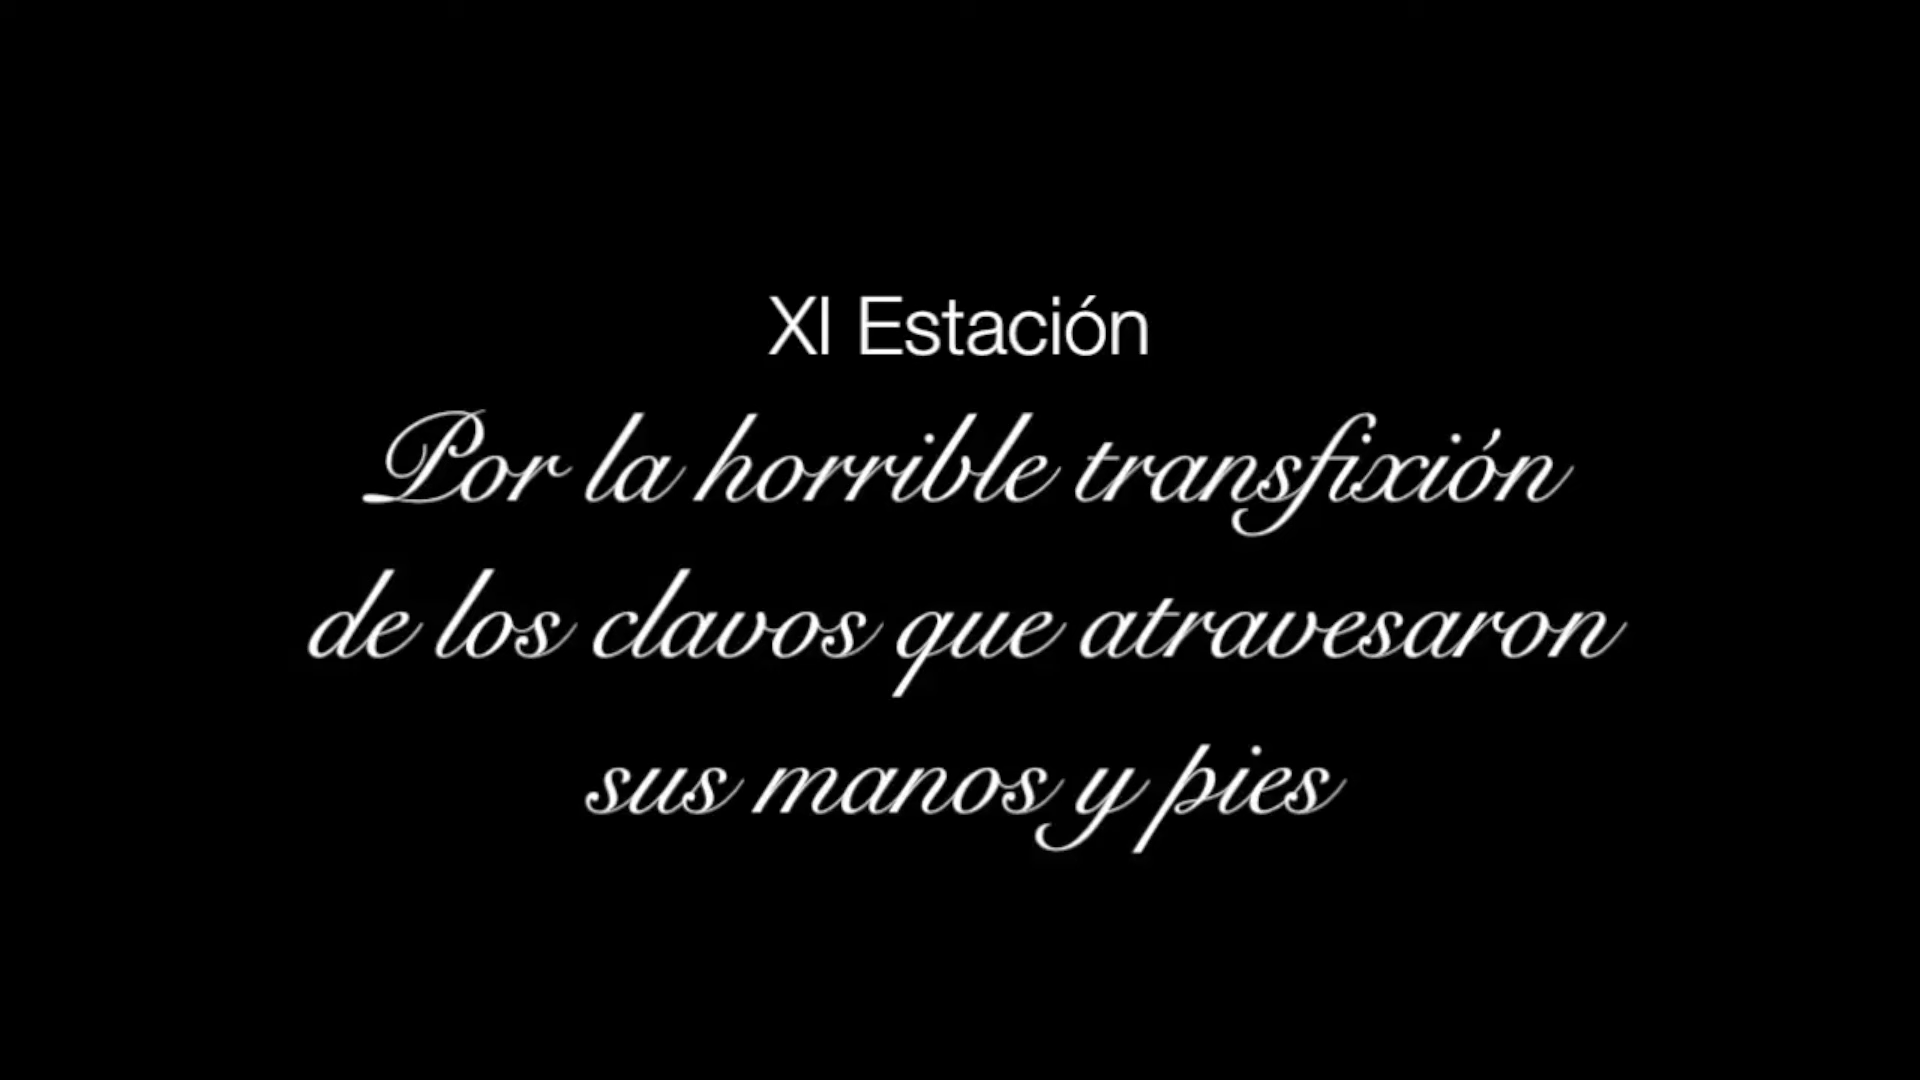 XI Estación
Por la horrible transfixión
de los clavos que atravesaron
sus manos y pies